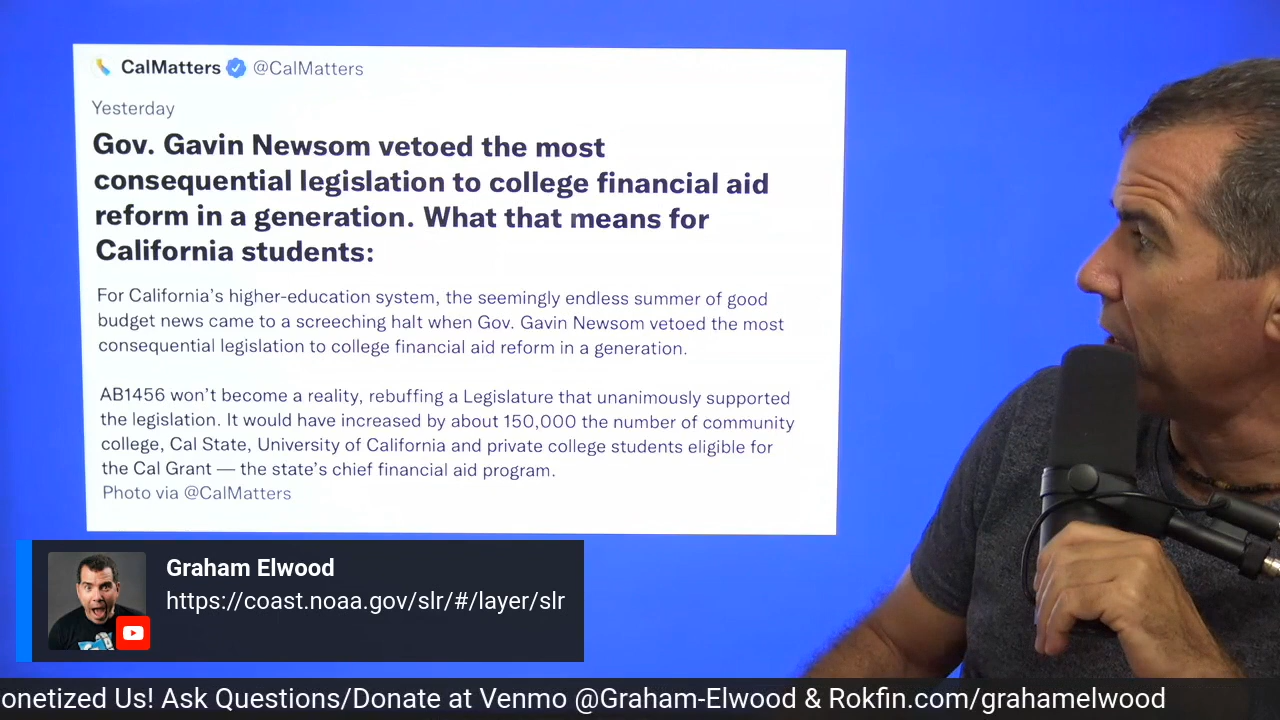 CalMatters @CalMatters
Yesterday
Gov. Gavin Newsom vetoed the most
consequential legislation to college financial aid
reform in a generation. What that means for
California students:
For California’s higher-education system, the seemingly endless summer of good
budget news came to a screeching halt when Gov. Gavin Newsom vetoed the most
consequential legislation to college financial aid reform in a generation.
AB1456 won’t become a reality, rebuffing a Legislature that unanimously supported
the legislation. It would have increased by about 150,000 the number of community
college, Cal State, University of California and private college students eligible for
the Cal Grant — the state’s chief financial aid program.
Photo via @CalMatters
Graham Elwood
https://coast.noaa.gov/slr/#/layer/slr
onetized Us! Ask Questions/Donate at Venmo @Graham-Elwood & Rokfin.com/grahamelwood